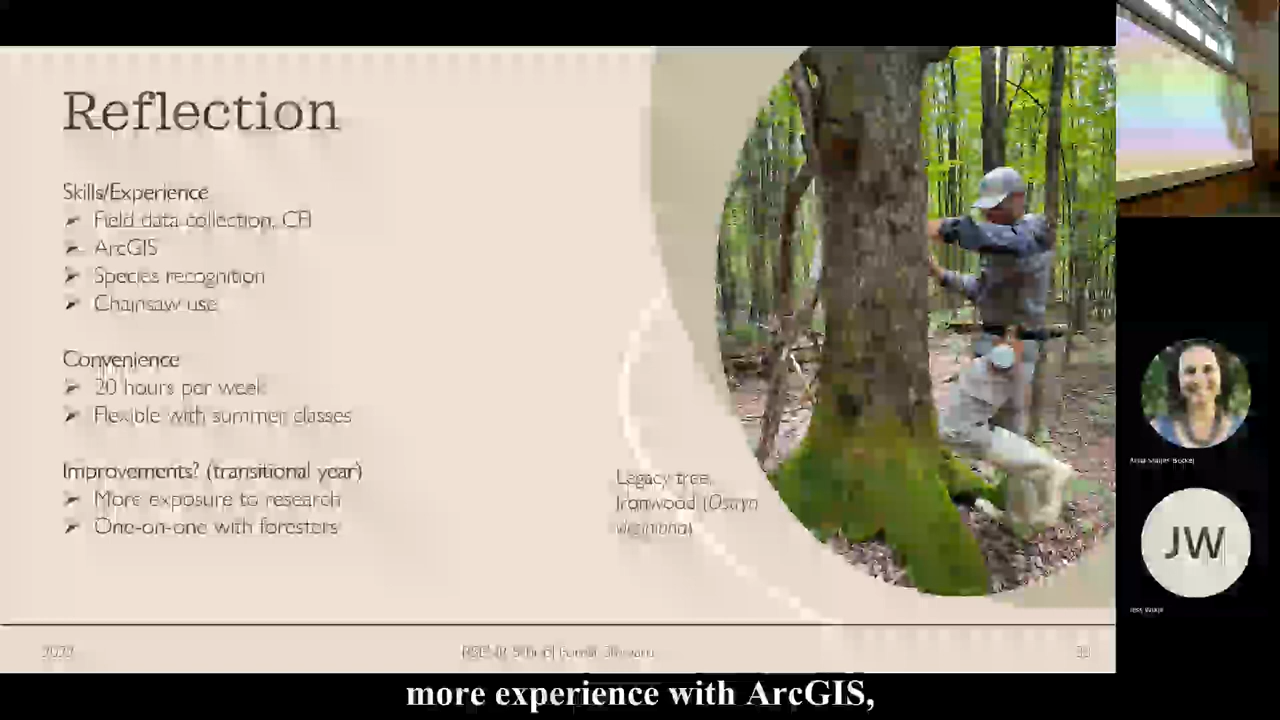 Reflection
Skills/Experience
➤ Field data collection, CFI
➤ ArcGIS
➤ Species recognition
➤ Chainsaw use
Convenience
➤ 20 hours per week
➤ Flexible with summer classes
Improvements? (transitional year)
➤ More exposure to research
➤ One-on-one with foresters
Legacy tree,
Ironwood (Ostrya
virginiana)
JW
more experience with ArcGIS,